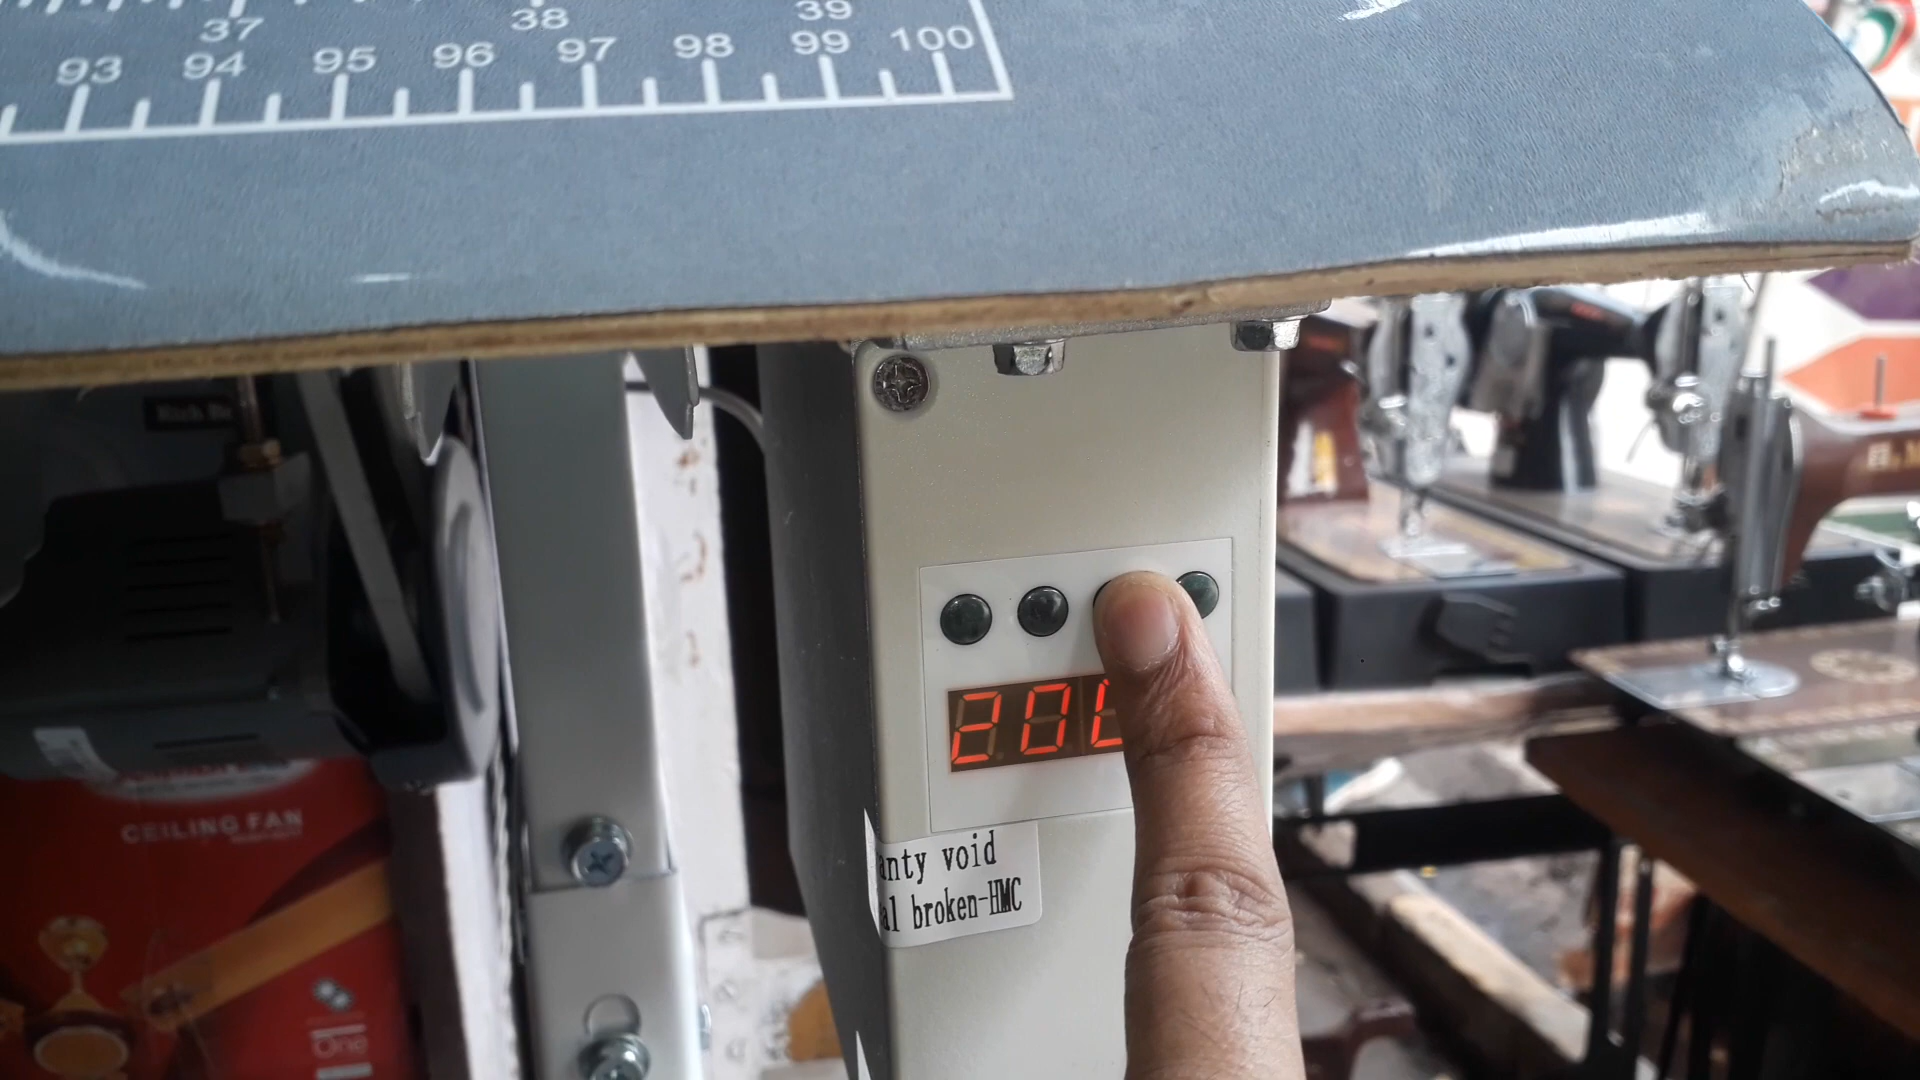 37 38 39
93 94 95 96 97 98 99 100
20
anty void
al broken-HMC
CEILING FAN
One